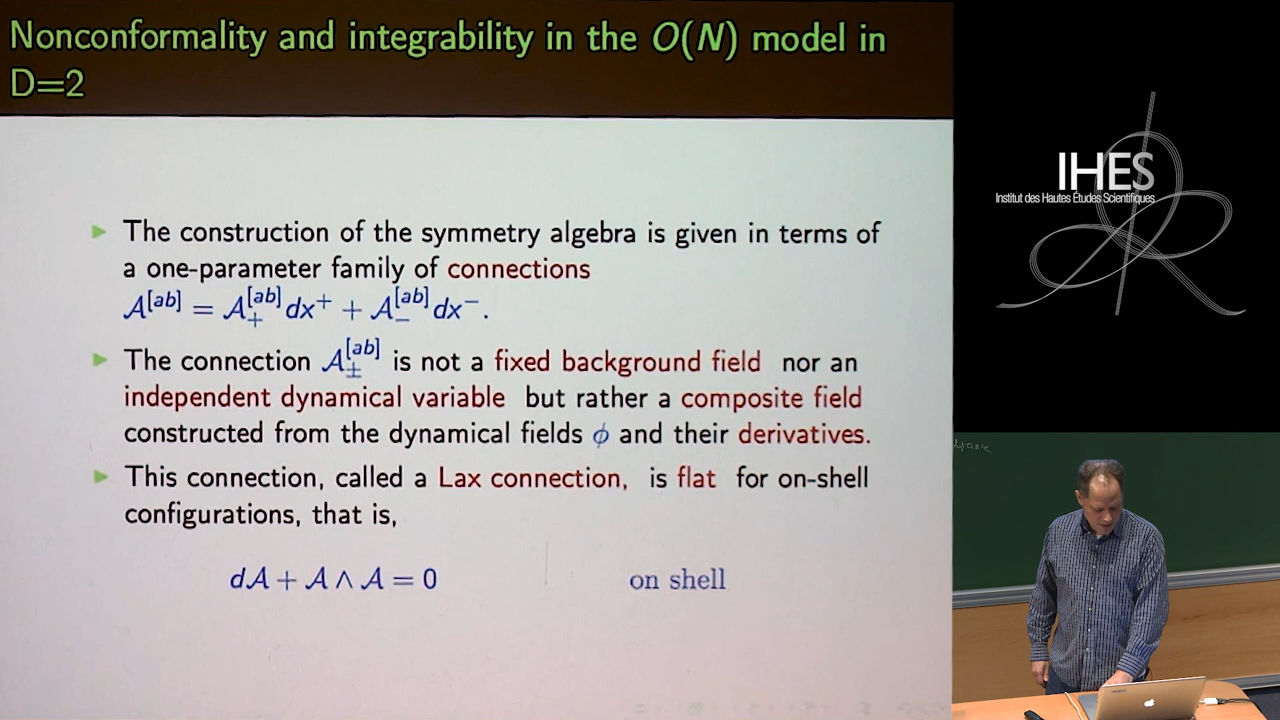 Nonconformality and integrability in the O(N) model in
D=2
▶ The construction of the symmetry algebra is given in terms of
a one-parameter family of connections
𝒜^[ab] = 𝒜₊^[ab] dx⁺ + 𝒜₋^[ab] dx⁻.
▶ The connection 𝒜±^[ab] is not a fixed background field nor an
independent dynamical variable but rather a composite field
constructed from the dynamical fields ϕ and their derivatives.
▶ This connection, called a Lax connection, is flat for on-shell
configurations, that is,
d𝒜 + 𝒜 ∧ 𝒜 = 0 on shell
IHES
Institut des Hautes Études Scientifiques